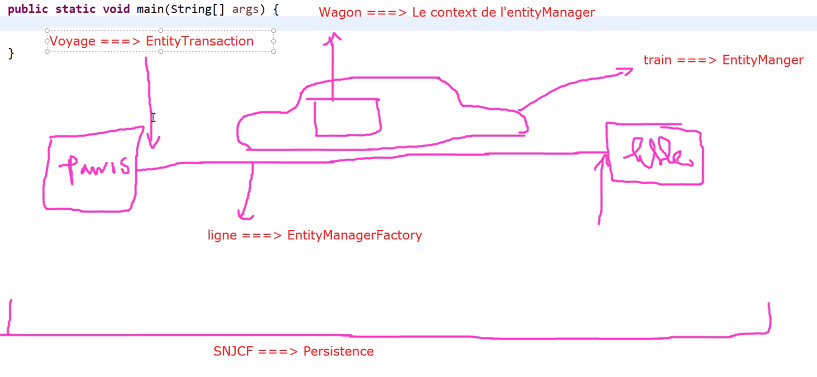 public static void main(String[] args) {
Wagon ===> Le context de l'entityManager
Voyage ===> EntityTransaction
}
train ===> EntityManger
Paris
lille
ligne ===> EntityManagerFactory
SNJCF ===> Persistence